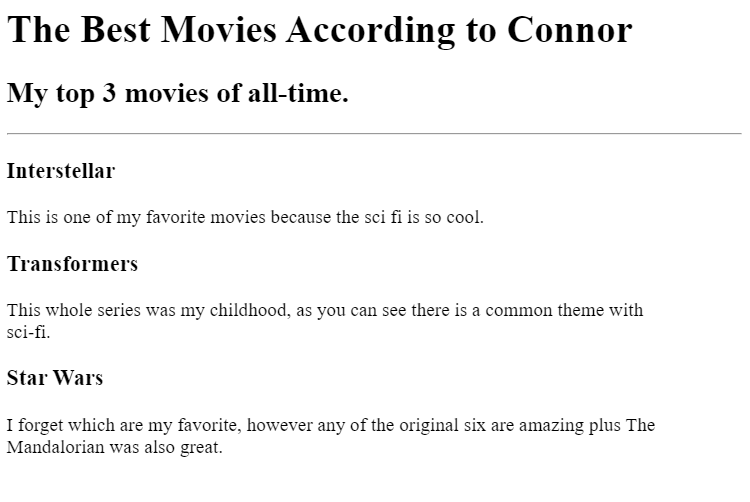 The Best Movies According to Connor
My top 3 movies of all-time.
Interstellar
This is one of my favorite movies because the sci fi is so cool.
Transformers
This whole series was my childhood, as you can see there is a common theme with
sci-fi.
Star Wars
I forget which are my favorite, however any of the original six are amazing plus The
Mandalorian was also great.